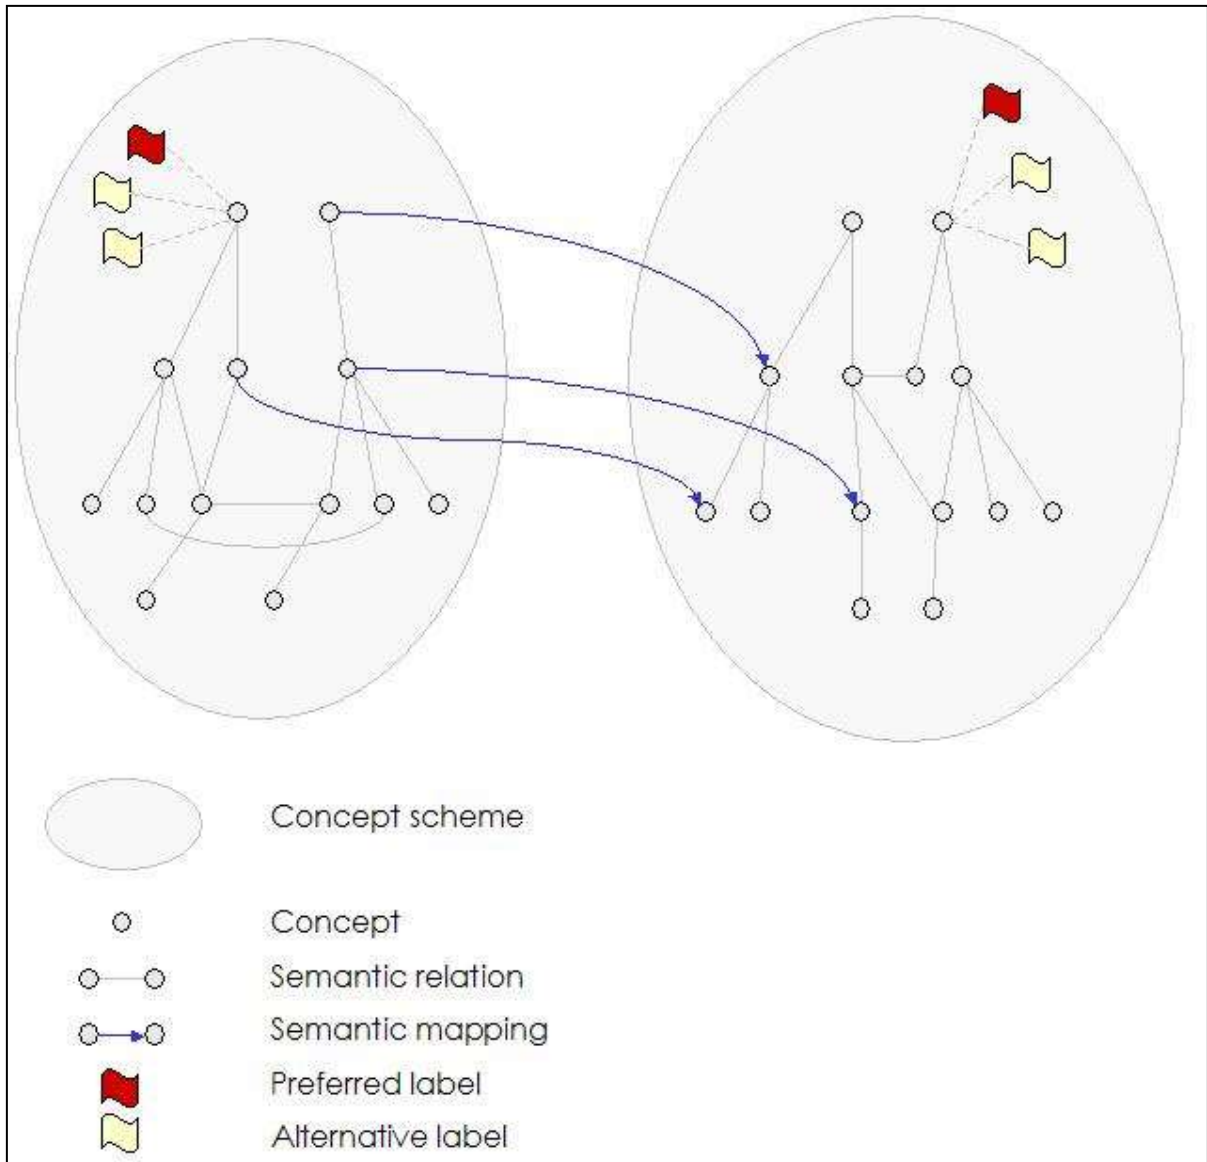 Concept scheme
Concept
Semantic relation
Semantic mapping
Preferred label
Alternative label